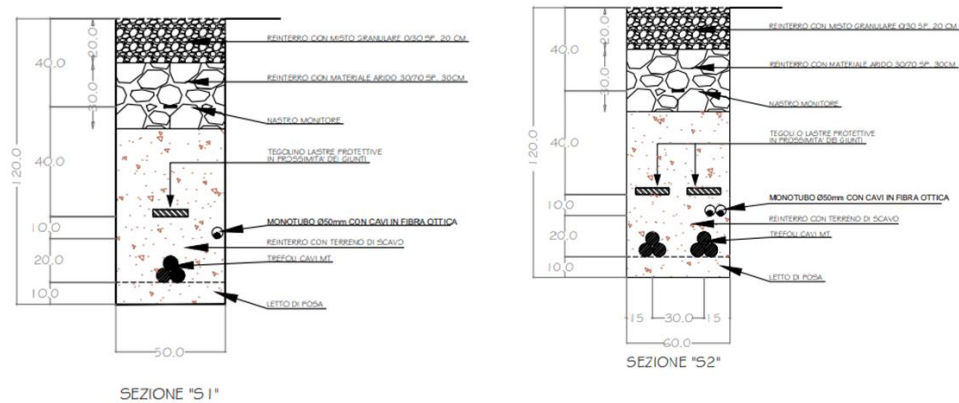 REINTERRO CON MISTO GRANULARE 0/30 SP. 20 CM.
REINTERRO CON MATERIALE ARIDO 30/70 SP. 30CM
NASTRO MONITORE
TEGOLINO LASTRE PROTETTIVE
IN PROSSIMITA' DEI GIUNTI
MONOTUBO Ø50mm CON CAVI IN FIBRA OTTICA
REINTERRO CON TERRENO DI SCAVO
TREFOLI CAVI MT.
LETTO DI POSA
120.0
40.0
40.0
10.0
20.0
10.0
20.0
30.0
50.0
SEZIONE "S1"
REINTERRO CON MISTO GRANULARE 0/30 SP. 20 CM.
REINTERRO CON MATERIALE ARIDO 30/70 SP. 30CM
NASTRO MONITORE
TEGOLI O LASTRE PROTETTIVE
IN PROSSIMITA' DEI GIUNTI
MONOTUBO Ø50mm CON CAVI IN FIBRA OTTICA
REINTERRO CON TERRENO DI SCAVO
TREFOLI CAVI MT.
LETTO DI POSA
120.0
40.0
40.0
10.0
20.0
10.0
20.0
30.0
15 30.0 15
60.0
SEZIONE "S2"